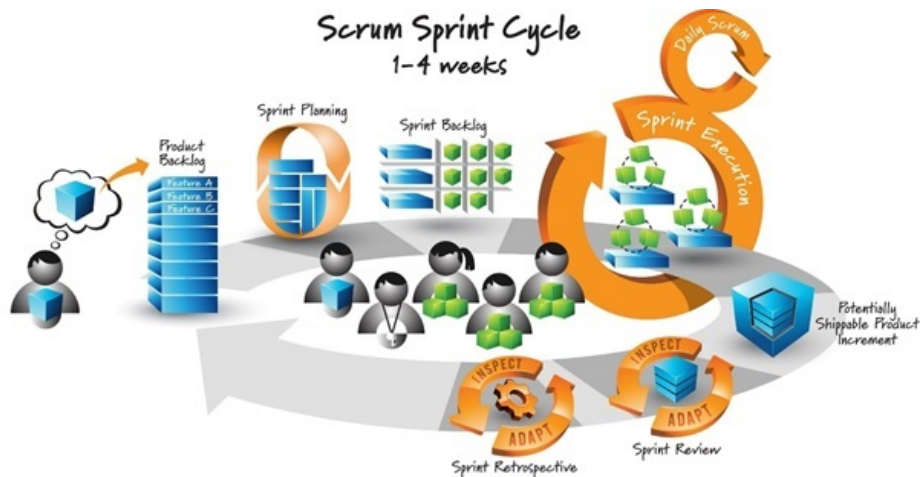 Scrum Sprint Cycle
1-4 weeks
Daily Scrum
Sprint Execution
Sprint Planning
Sprint Backlog
Product
Backlog
Feature A
Feature B
Feature C
Potentially
Shippable Product
Increment
INSPECT
ADAPT
Sprint Retrospective
INSPECT
ADAPT
Sprint Review